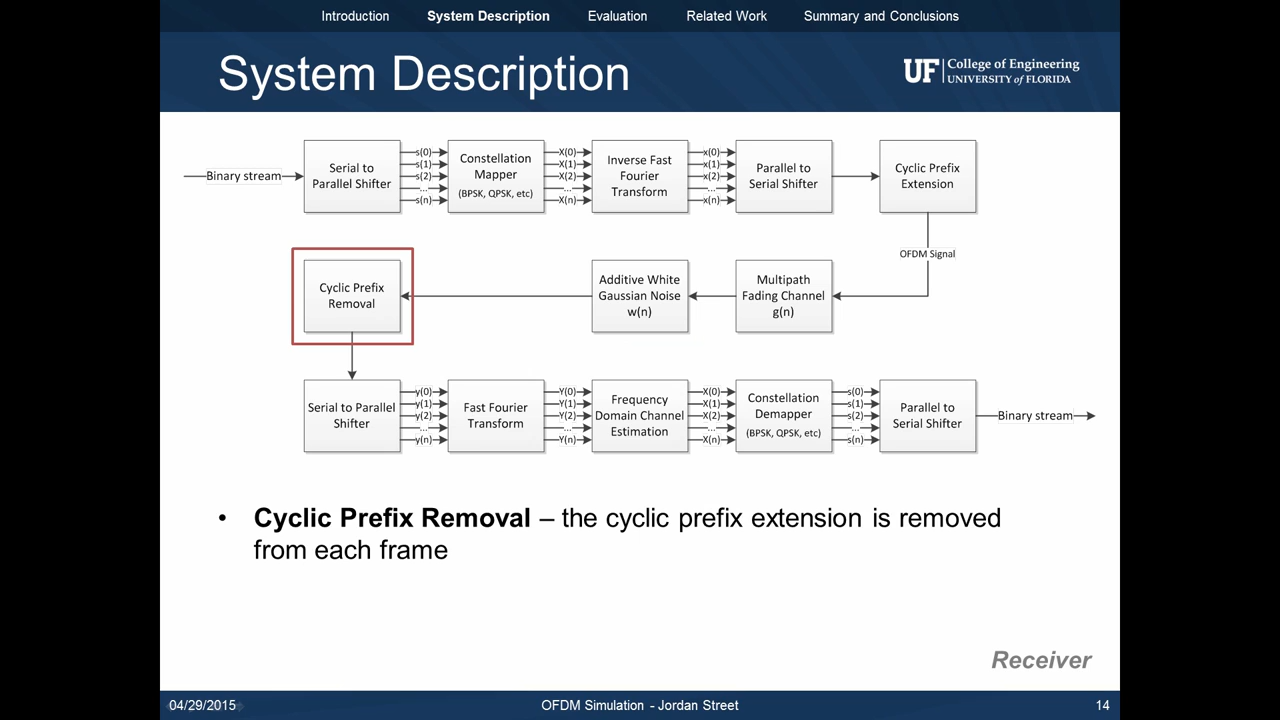 Introduction System Description Evaluation Related Work Summary and Conclusions
System Description
UF College of Engineering
UNIVERSITY of FLORIDA
Binary stream
Serial to
Parallel Shifter
s(0)
s(1)
s(2)
...
s(n)
Constellation
Mapper
(BPSK, QPSK, etc)
X(0)
X(1)
X(2)
...
X(n)
Inverse Fast
Fourier
Transform
x(0)
x(1)
x(2)
...
x(n)
Parallel to
Serial Shifter
Cyclic Prefix
Extension
OFDM Signal
Multipath
Fading Channel
g(n)
Additive White
Gaussian Noise
w(n)
Cyclic Prefix
Removal
Serial to Parallel
Shifter
y(0)
y(1)
y(2)
...
y(n)
Fast Fourier
Transform
Y(0)
Y(1)
Y(2)
...
Y(n)
Frequency
Domain Channel
Estimation
X(0)
X(1)
X(2)
...
X(n)
Constellation
Demapper
(BPSK, QPSK, etc)
s(0)
s(1)
s(2)
...
s(n)
Parallel to
Serial Shifter
Binary stream
• Cyclic Prefix Removal – the cyclic prefix extension is removed
from each frame
Receiver
04/29/2015 OFDM Simulation - Jordan Street 14